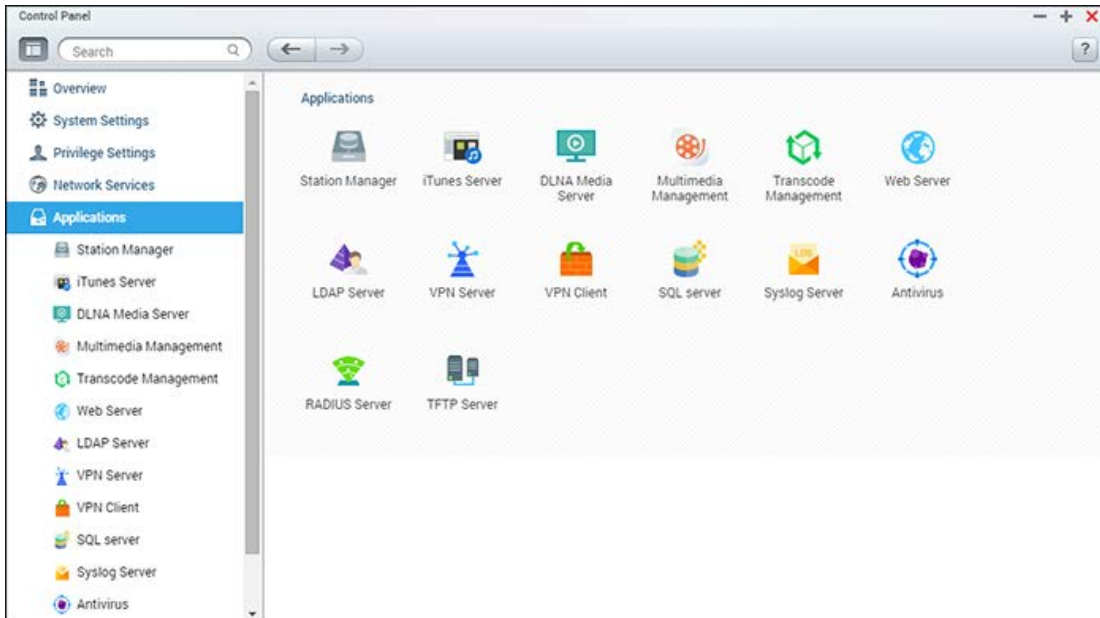 Control Panel
Search
?
Overview
System Settings
Privilege Settings
Network Services
Applications
Station Manager
iTunes Server
DLNA Media Server
Multimedia Management
Transcode Management
Web Server
LDAP Server
VPN Server
VPN Client
SQL server
Syslog Server
Antivirus
Applications
Station Manager
iTunes Server
DLNA Media
Server
Multimedia
Management
Transcode
Management
Web Server
LDAP Server
VPN Server
VPN Client
SQL server
LOG
Syslog Server
Antivirus
RADIUS Server
TFTP Server